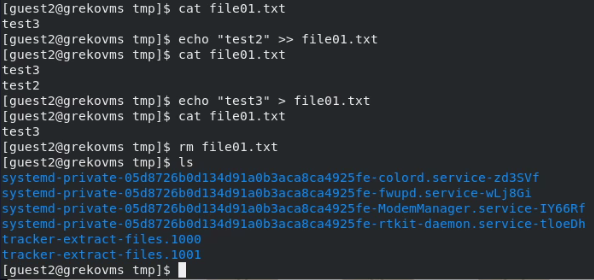 [guest2@grekovms tmp]$ cat file01.txt
test3
[guest2@grekovms tmp]$ echo "test2" >> file01.txt
[guest2@grekovms tmp]$ cat file01.txt
test3
test2
[guest2@grekovms tmp]$ echo "test3" > file01.txt
[guest2@grekovms tmp]$ cat file01.txt
test3
[guest2@grekovms tmp]$ rm file01.txt
[guest2@grekovms tmp]$ ls
systemd-private-05d8726b0d134d91a0b3aca8ca4925fe-colord.service-zd3SVf
systemd-private-05d8726b0d134d91a0b3aca8ca4925fe-fwupd.service-wLj8Gi
systemd-private-05d8726b0d134d91a0b3aca8ca4925fe-ModemManager.service-IY66Rf
systemd-private-05d8726b0d134d91a0b3aca8ca4925fe-rtkit-daemon.service-tloeDh
tracker-extract-files.1000
tracker-extract-files.1001
[guest2@grekovms tmp]$